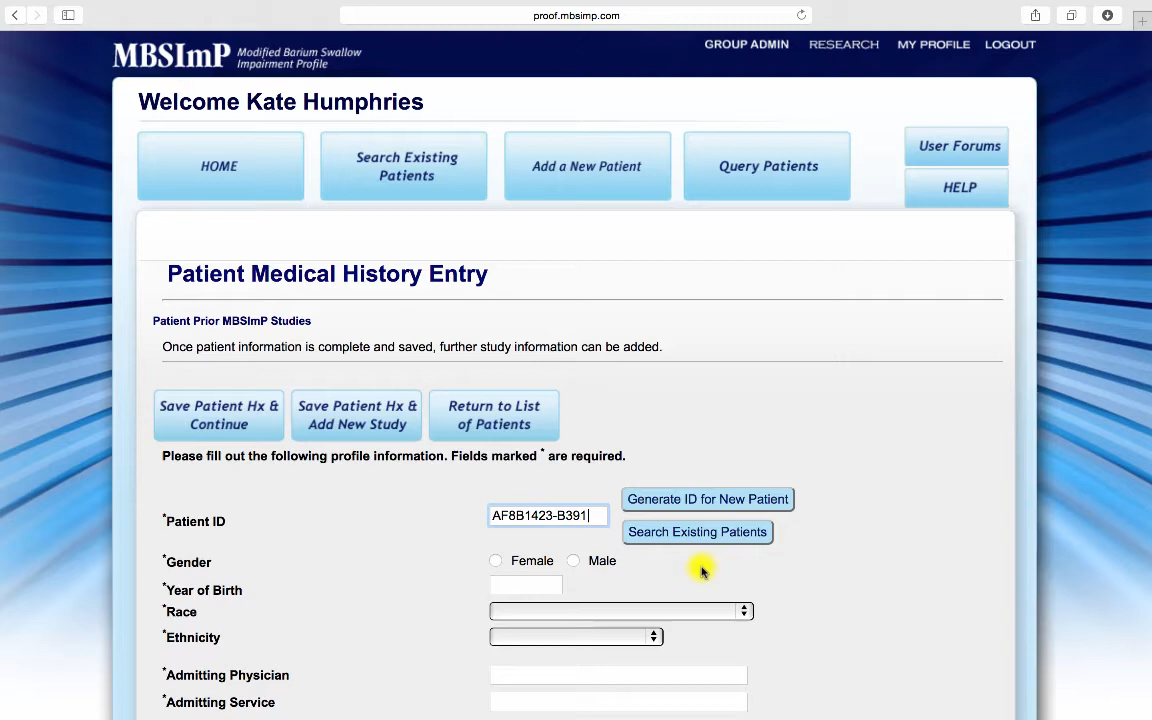 proof.mbsimp.com
MBSImP Modified Barium Swallow
Impairment Profile
GROUP ADMIN RESEARCH MY PROFILE LOGOUT
Welcome Kate Humphries
HOME
Search Existing
Patients
Add a New Patient
Query Patients
User Forums
HELP
Patient Medical History Entry
Patient Prior MBSImP Studies
Once patient information is complete and saved, further study information can be added.
Save Patient Hx &
Continue
Save Patient Hx &
Add New Study
Return to List
of Patients
Please fill out the following profile information. Fields marked * are required.
Generate ID for New Patient
*Patient ID AF8B1423-B391
Search Existing Patients
*Gender Female Male
*Year of Birth
*Race
*Ethnicity
*Admitting Physician
*Admitting Service